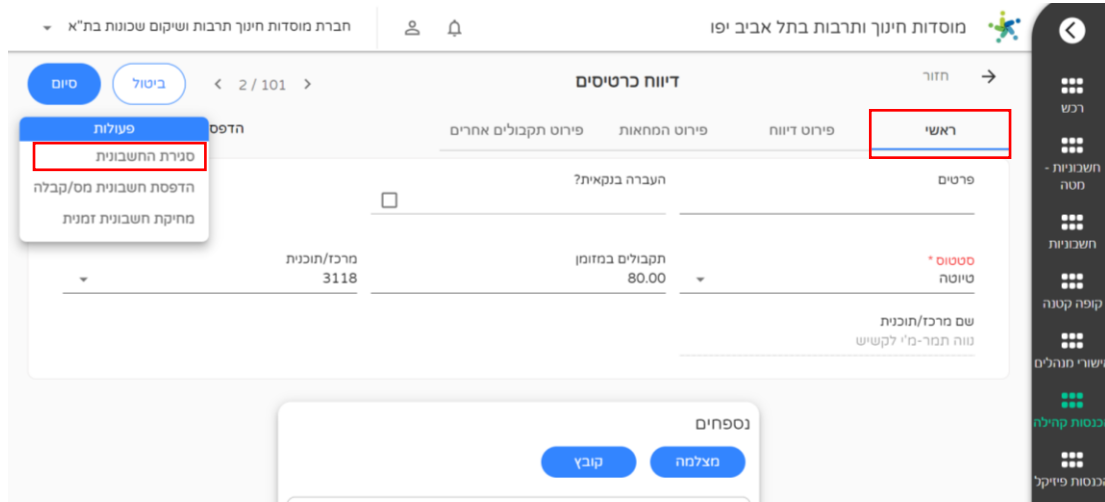 מוסדות חינוך ותרבות בתל אביב יפו
חברת מוסדות חינוך תרבות ושיקום שכונות בת"א
חזור
דיווח כרטיסים
2 / 101
ביטול
סיום
ראשי
פירוט דיווח
פירוט המחאות
פירוט תקבולים אחרים
הדפס
פעולות
סגירת החשבונית
הדפסת חשבונית מס/קבלה
מחיקת חשבונית זמנית
פרטים
העברה בנקאית?
סטטוס *
טיוטה
תקבולים במזומן
80.00
מרכז/תוכנית
3118
שם מרכז/תוכנית
נווה תמר-מ'י לקשיש
נספחים
מצלמה
קובץ
רכש
חשבוניות -
מטה
חשבוניות
קופה קטנה
ישורי מנהלים
כנסות קהילה
הכנסות פיזיקל